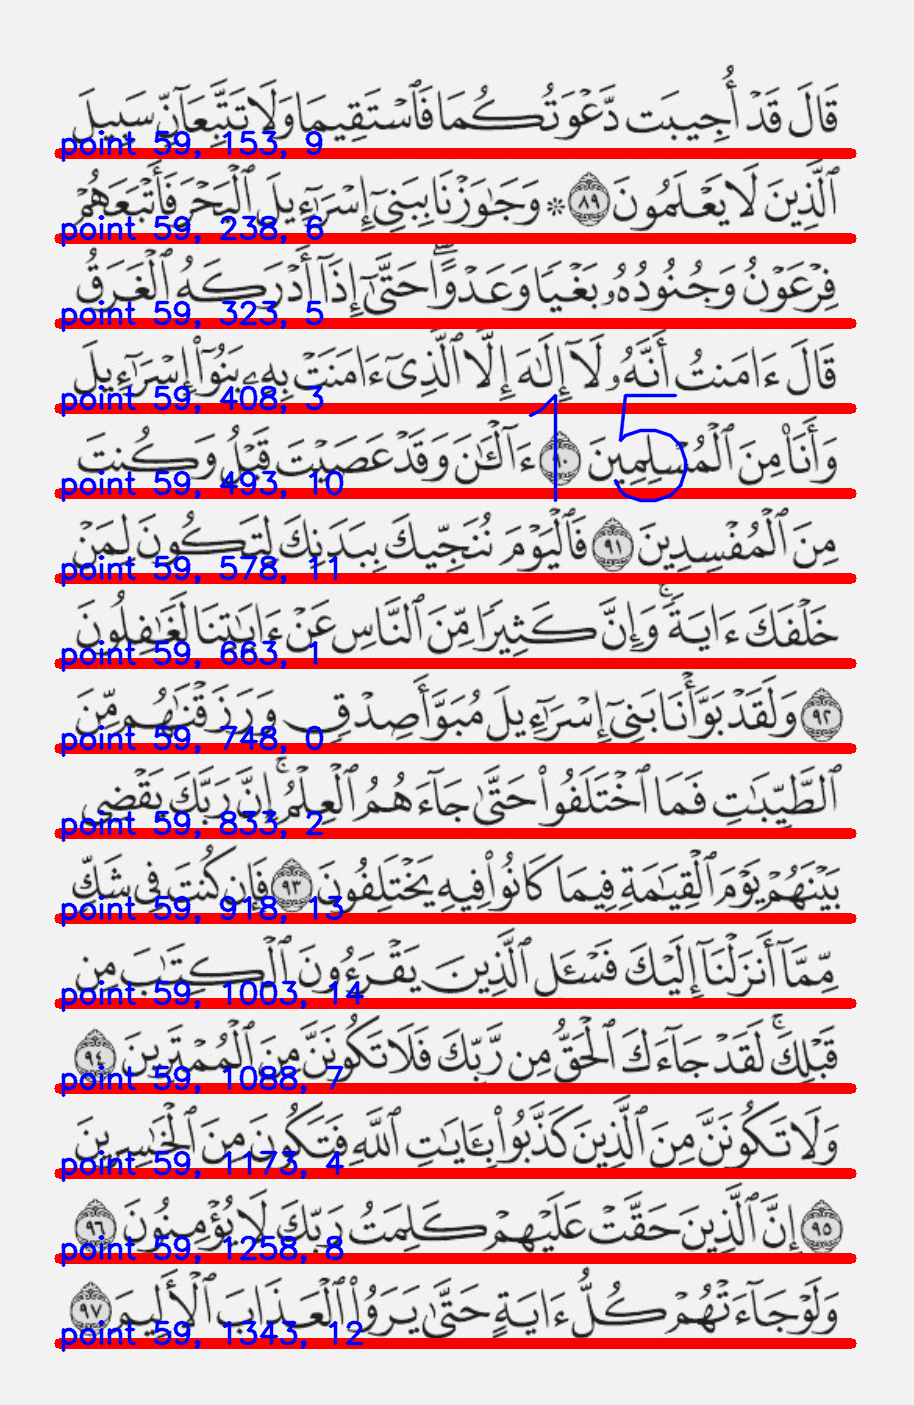 قَالَ قَدْ أُجِيبَت دَّعْوَتُكُمَا فَٱسْتَقِيمَا وَلَا تَتَّبِعَآنِّ سَبِيلَ
point 59, 153, 9
ٱلَّذِينَ لَا يَعْلَمُونَ ٨٩ ۞ وَجَٰوَزْنَا بِبَنِىٓ إِسْرَٰٓءِيلَ ٱلْبَحْرَ فَأَتْبَعَهُمْ
point 59, 238, 6
فِرْعَوْنُ وَجُنُودُهُۥ بَغْيًا وَعَدْوًا ۖ حَتَّىٰٓ إِذَآ أَدْرَكَهُ ٱلْغَرَقُ
point 59, 323, 5
قَالَ ءَامَنتُ أَنَّهُۥ لَآ إِلَٰهَ إِلَّا ٱلَّذِىٓ ءَامَنَتْ بِهِۦ بَنُوٓا۟ إِسْرَٰٓءِيلَ
point 59, 408, 3
15
وَأَنَا۠ مِنَ ٱلْمُسْلِمِينَ ٩٠ ءَآلْـَٰٔنَ وَقَدْ عَصَيْتَ قَبْلُ وَكُنتَ
point 59, 493, 10
مِنَ ٱلْمُفْسِدِينَ ٩١ فَٱلْيَوْمَ نُنَجِّيكَ بِبَدَنِكَ لِتَكُونَ لِمَنْ
point 59, 578, 11
خَلْفَكَ ءَايَةً ۚ وَإِنَّ كَثِيرًا مِّنَ ٱلنَّاسِ عَنْ ءَايَٰتِنَا لَغَٰفِلُونَ
point 59, 663, 1
٩٢ وَلَقَدْ بَوَّأْنَا بَنِىٓ إِسْرَٰٓءِيلَ مُبَوَّأَ صِدْقٍ وَرَزَقْنَٰهُم مِّنَ
point 59, 748, 0
ٱلطَّيِّبَٰتِ فَمَا ٱخْتَلَفُوا۟ حَتَّىٰ جَآءَهُمُ ٱلْعِلْمُ ۚ إِنَّ رَبَّكَ يَقْضِى
point 59, 833, 2
بَيْنَهُمْ يَوْمَ ٱلْقِيَٰمَةِ فِيمَا كَانُوا۟ فِيهِ يَخْتَلِفُونَ ٩٣ فَإِن كُنتَ فِى شَكٍّ
point 59, 918, 13
مِّمَّآ أَنزَلْنَآ إِلَيْكَ فَسْـَٔلِ ٱلَّذِينَ يَقْرَءُونَ ٱلْكِتَٰبَ مِن
point 59, 1003, 14
قَبْلِكَ ۚ لَقَدْ جَآءَكَ ٱلْحَقُّ مِن رَّبِّكَ فَلَا تَكُونَنَّ مِنَ ٱلْمُمْتَرِينَ ٩٤
point 59, 1088, 7
وَلَا تَكُونَنَّ مِنَ ٱلَّذِينَ كَذَّبُوا۟ بِـَٔايَٰتِ ٱللَّهِ فَتَكُونَ مِنَ ٱلْخَٰسِرِينَ
point 59, 1173, 4
٩٥ إِنَّ ٱلَّذِينَ حَقَّتْ عَلَيْهِمْ كَلِمَتُ رَبِّكَ لَا يُؤْمِنُونَ ٩٦
point 59, 1258, 8
وَلَوْ جَآءَتْهُمْ كُلُّ ءَايَةٍ حَتَّىٰ يَرَوُا۟ ٱلْعَذَابَ ٱلْأَلِيمَ ٩٧
point 59, 1343, 12